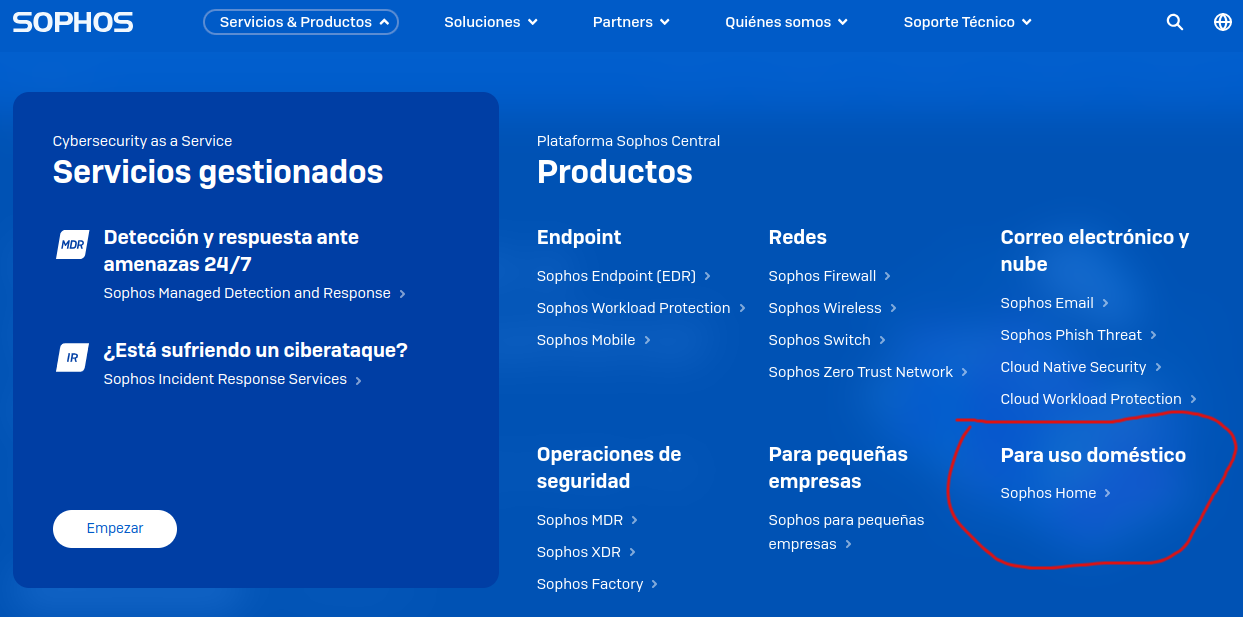 SOPHOS
Servicios & Productos
Soluciones
Partners
Quiénes somos
Soporte Técnico
Cybersecurity as a Service
Servicios gestionados
MDR
Detección y respuesta ante
amenazas 24/7
Sophos Managed Detection and Response
IR
¿Está sufriendo un ciberataque?
Sophos Incident Response Services
Empezar
Plataforma Sophos Central
Productos
Endpoint
Sophos Endpoint (EDR)
Sophos Workload Protection
Sophos Mobile
Redes
Sophos Firewall
Sophos Wireless
Sophos Switch
Sophos Zero Trust Network
Correo electrónico y
nube
Sophos Email
Sophos Phish Threat
Cloud Native Security
Cloud Workload Protection
Operaciones de
seguridad
Sophos MDR
Sophos XDR
Sophos Factory
Para pequeñas
empresas
Sophos para pequeñas
empresas
Para uso doméstico
Sophos Home